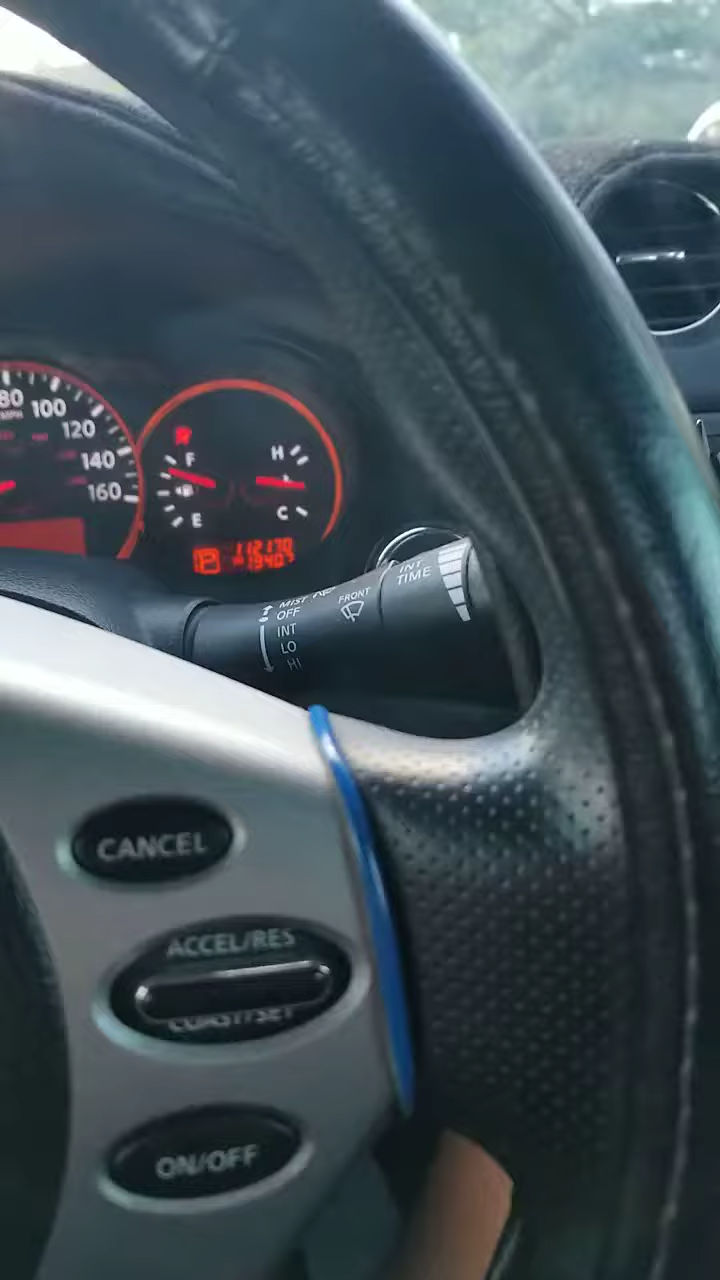 80
MPH
100
120
140
160
F
E
H
C
P
112170
MIST
OFF
INT
LO
HI
FRONT
INT
TIME
CANCEL
ACCEL/RES
COAST/SET
ON/OFF